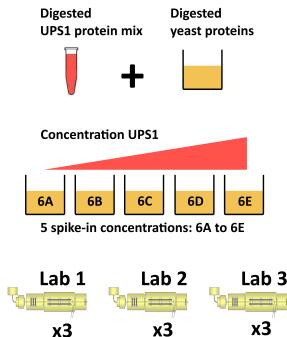 Digested
UPS1 protein mix
Digested
yeast proteins
Concentration UPS1
6A 6B 6C 6D 6E
5 spike-in concentrations: 6A to 6E
Lab 1 Lab 2 Lab 3
x3 x3 x3